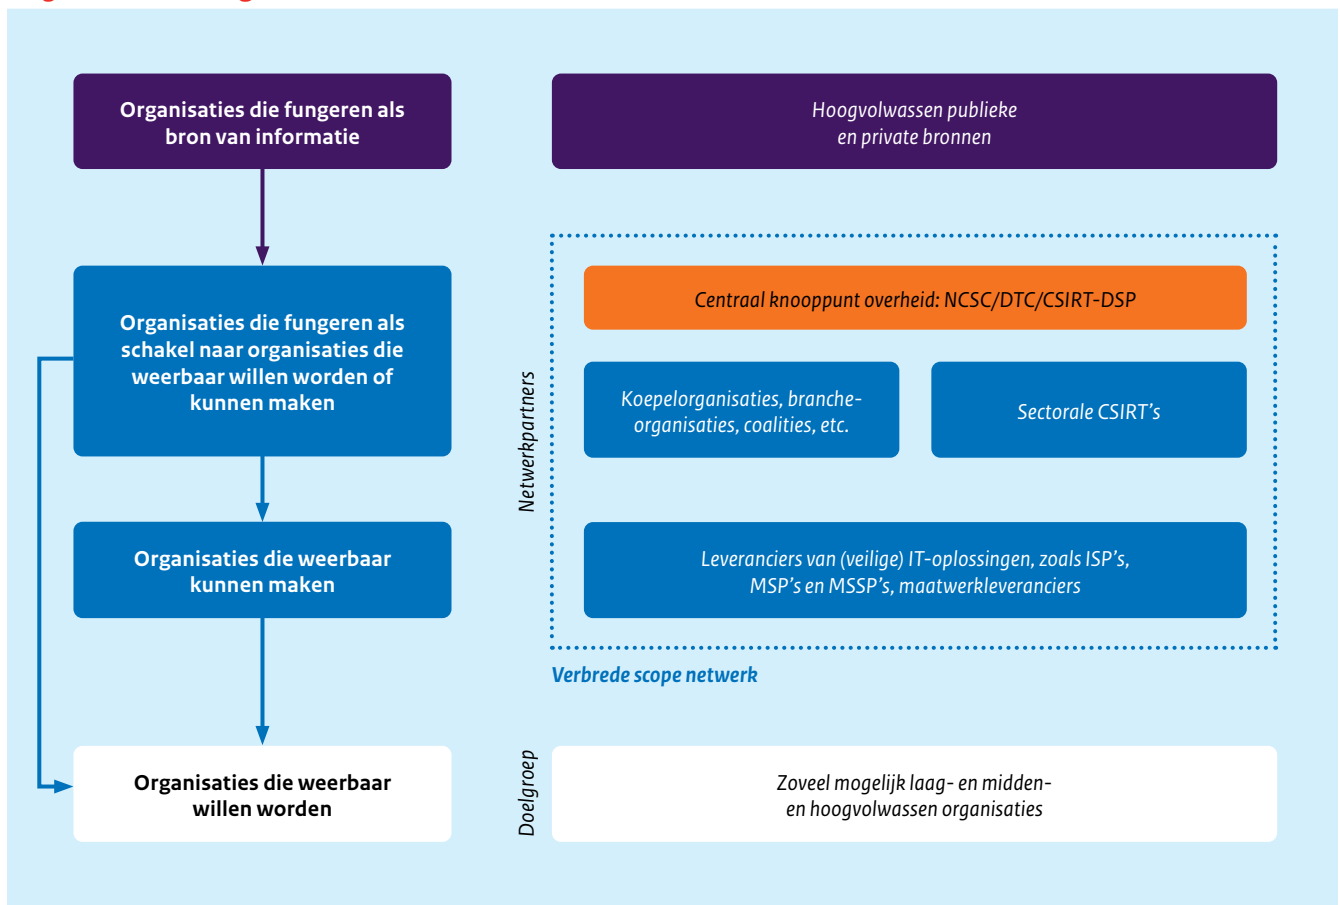 Organisaties die fungeren als
bron van informatie
Hoogvolwassen publieke
en private bronnen
Organisaties die fungeren als
schakel naar organisaties die
weerbaar willen worden of
kunnen maken
Netwerkpartners
Centraal knooppunt overheid: NCSC/DTC/CSIRT-DSP
Koepelorganisaties, branche-
organisaties, coalities, etc.
Sectorale CSIRT’s
Organisaties die weerbaar
kunnen maken
Leveranciers van (veilige) IT-oplossingen, zoals ISP’s,
MSP’s en MSSP’s, maatwerkleveranciers
Verbrede scope netwerk
Organisaties die weerbaar
willen worden
Doelgroep
Zoveel mogelijk laag- en midden-
en hoogvolwassen organisaties